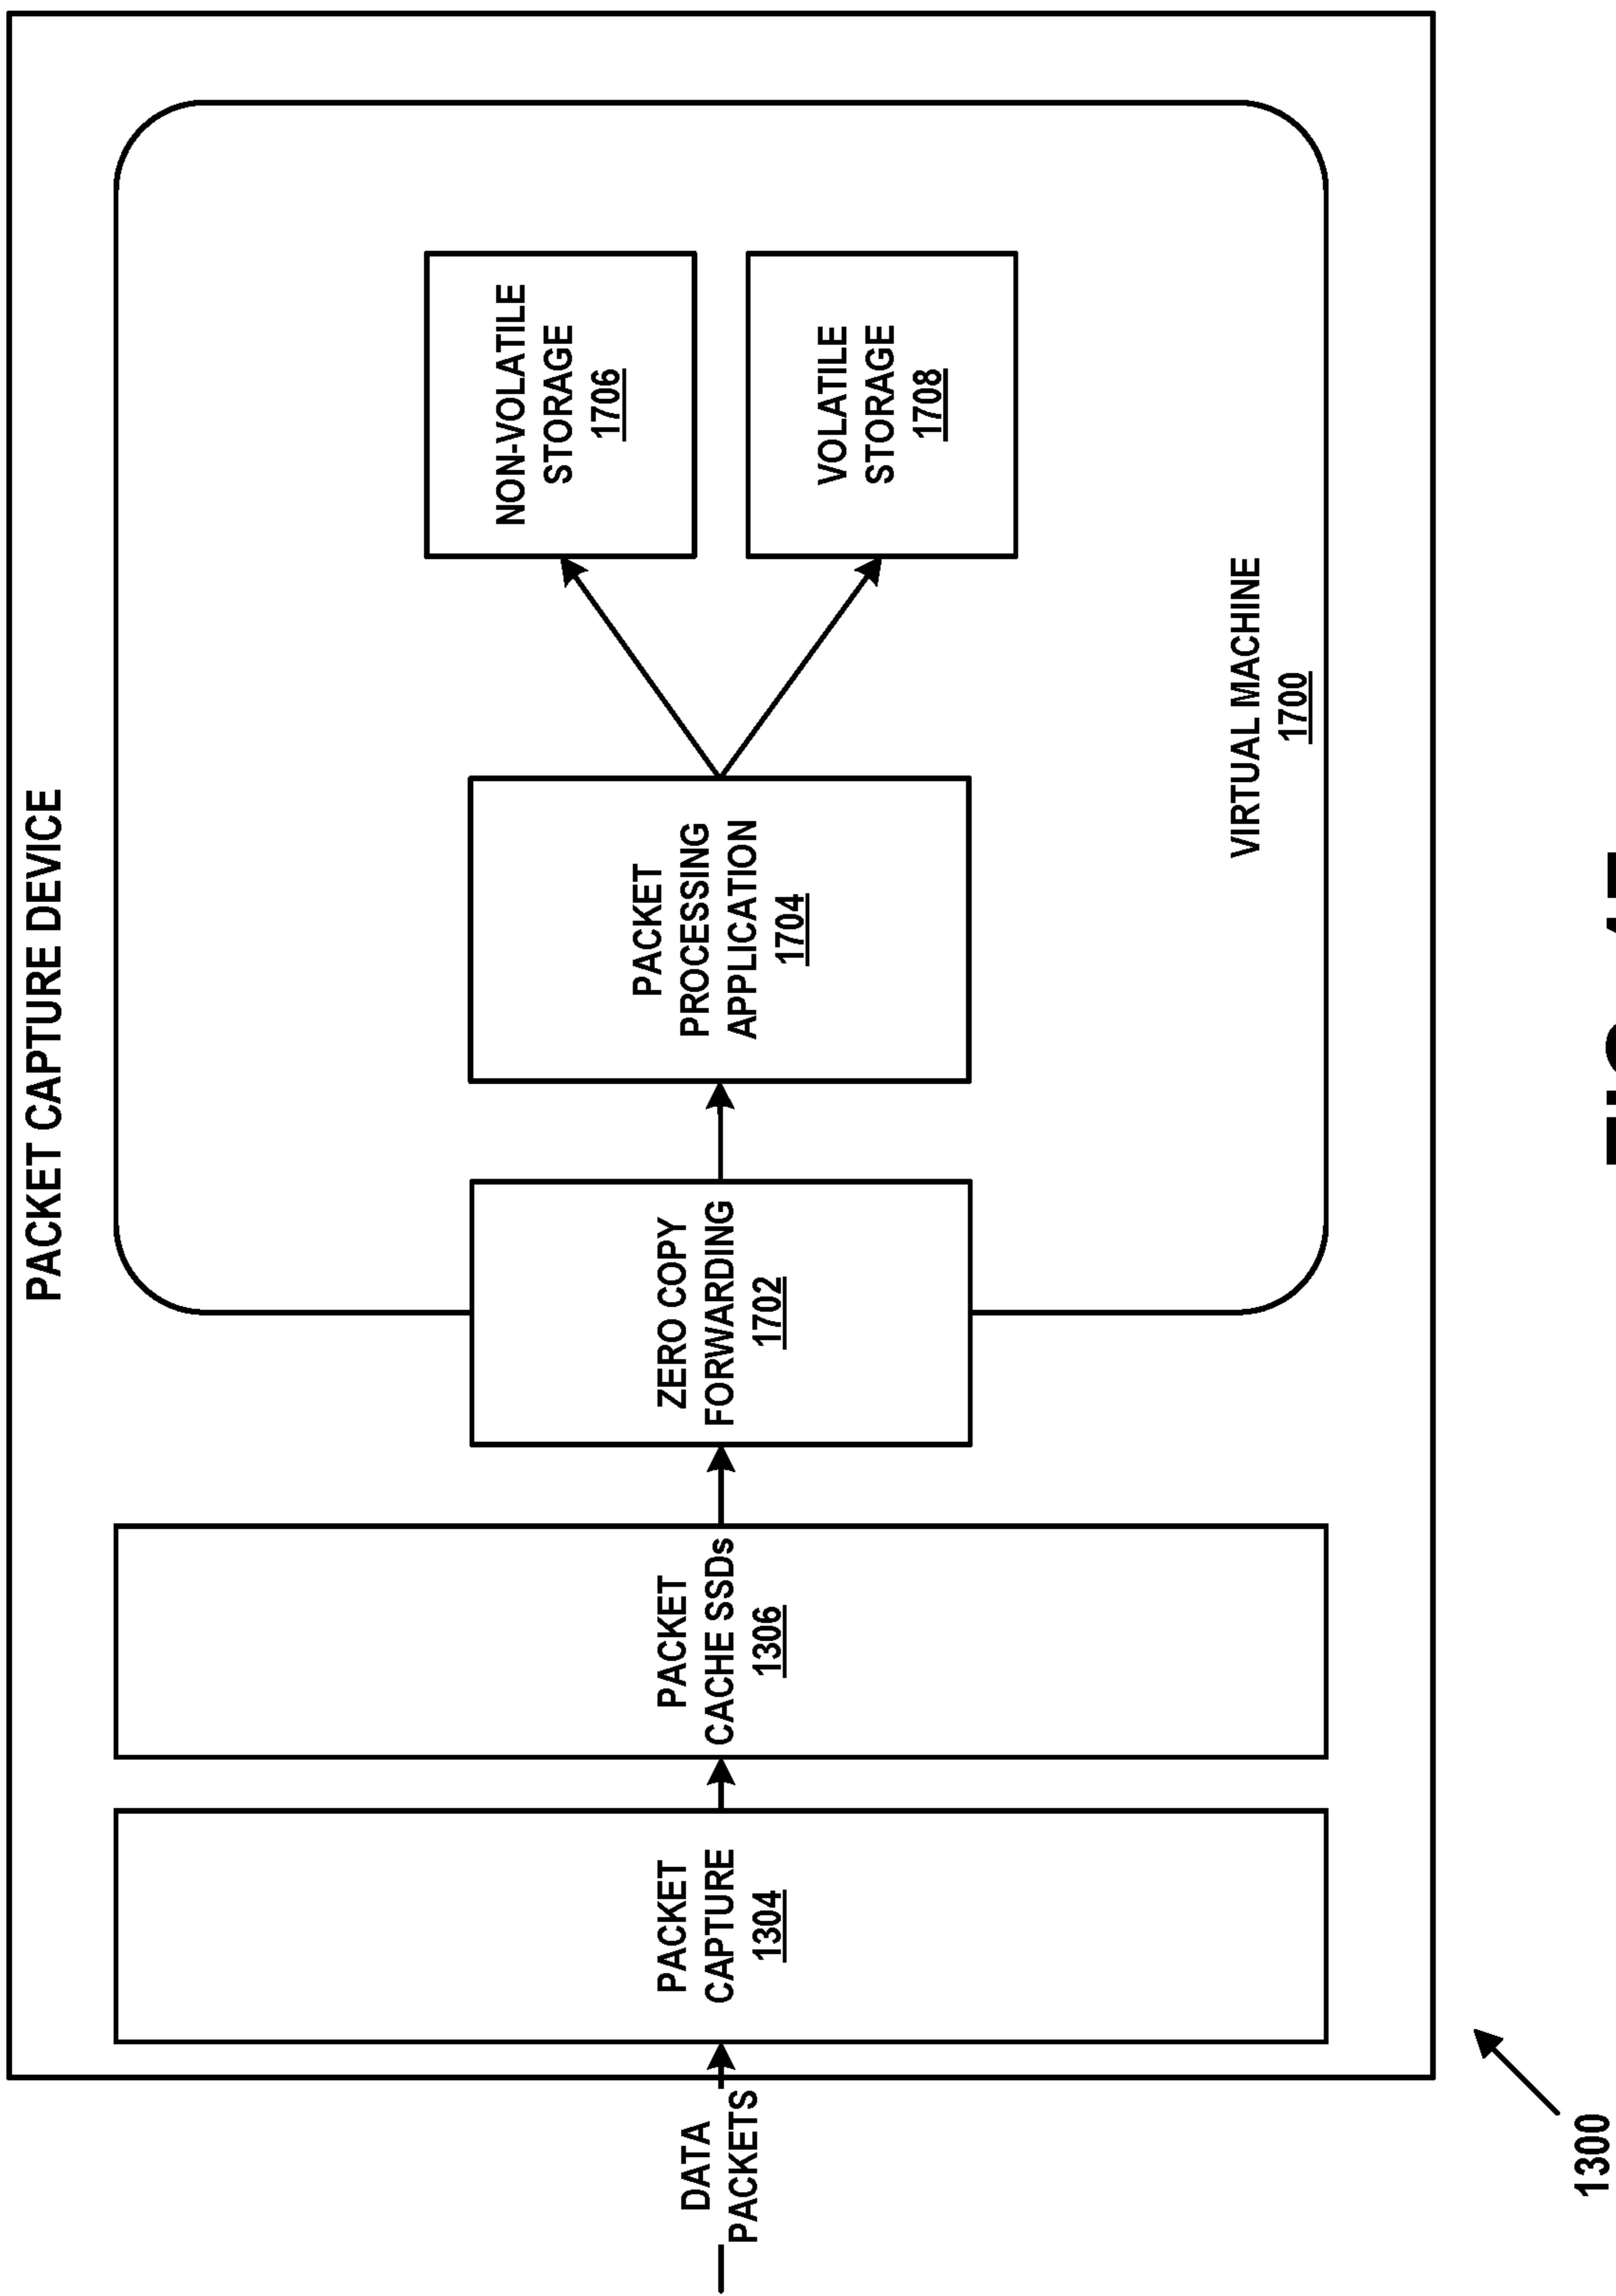 PACKET CAPTURE DEVICE
DATA
PACKETS
PACKET
CAPTURE
1304
PACKET
CACHE SSDs
1306
ZERO COPY
FORWARDING
1702
PACKET
PROCESSING
APPLICATION
1704
NON-VOLATILE
STORAGE
1706
VOLATILE
STORAGE
1708
VIRTUAL MACHINE
1700
1300